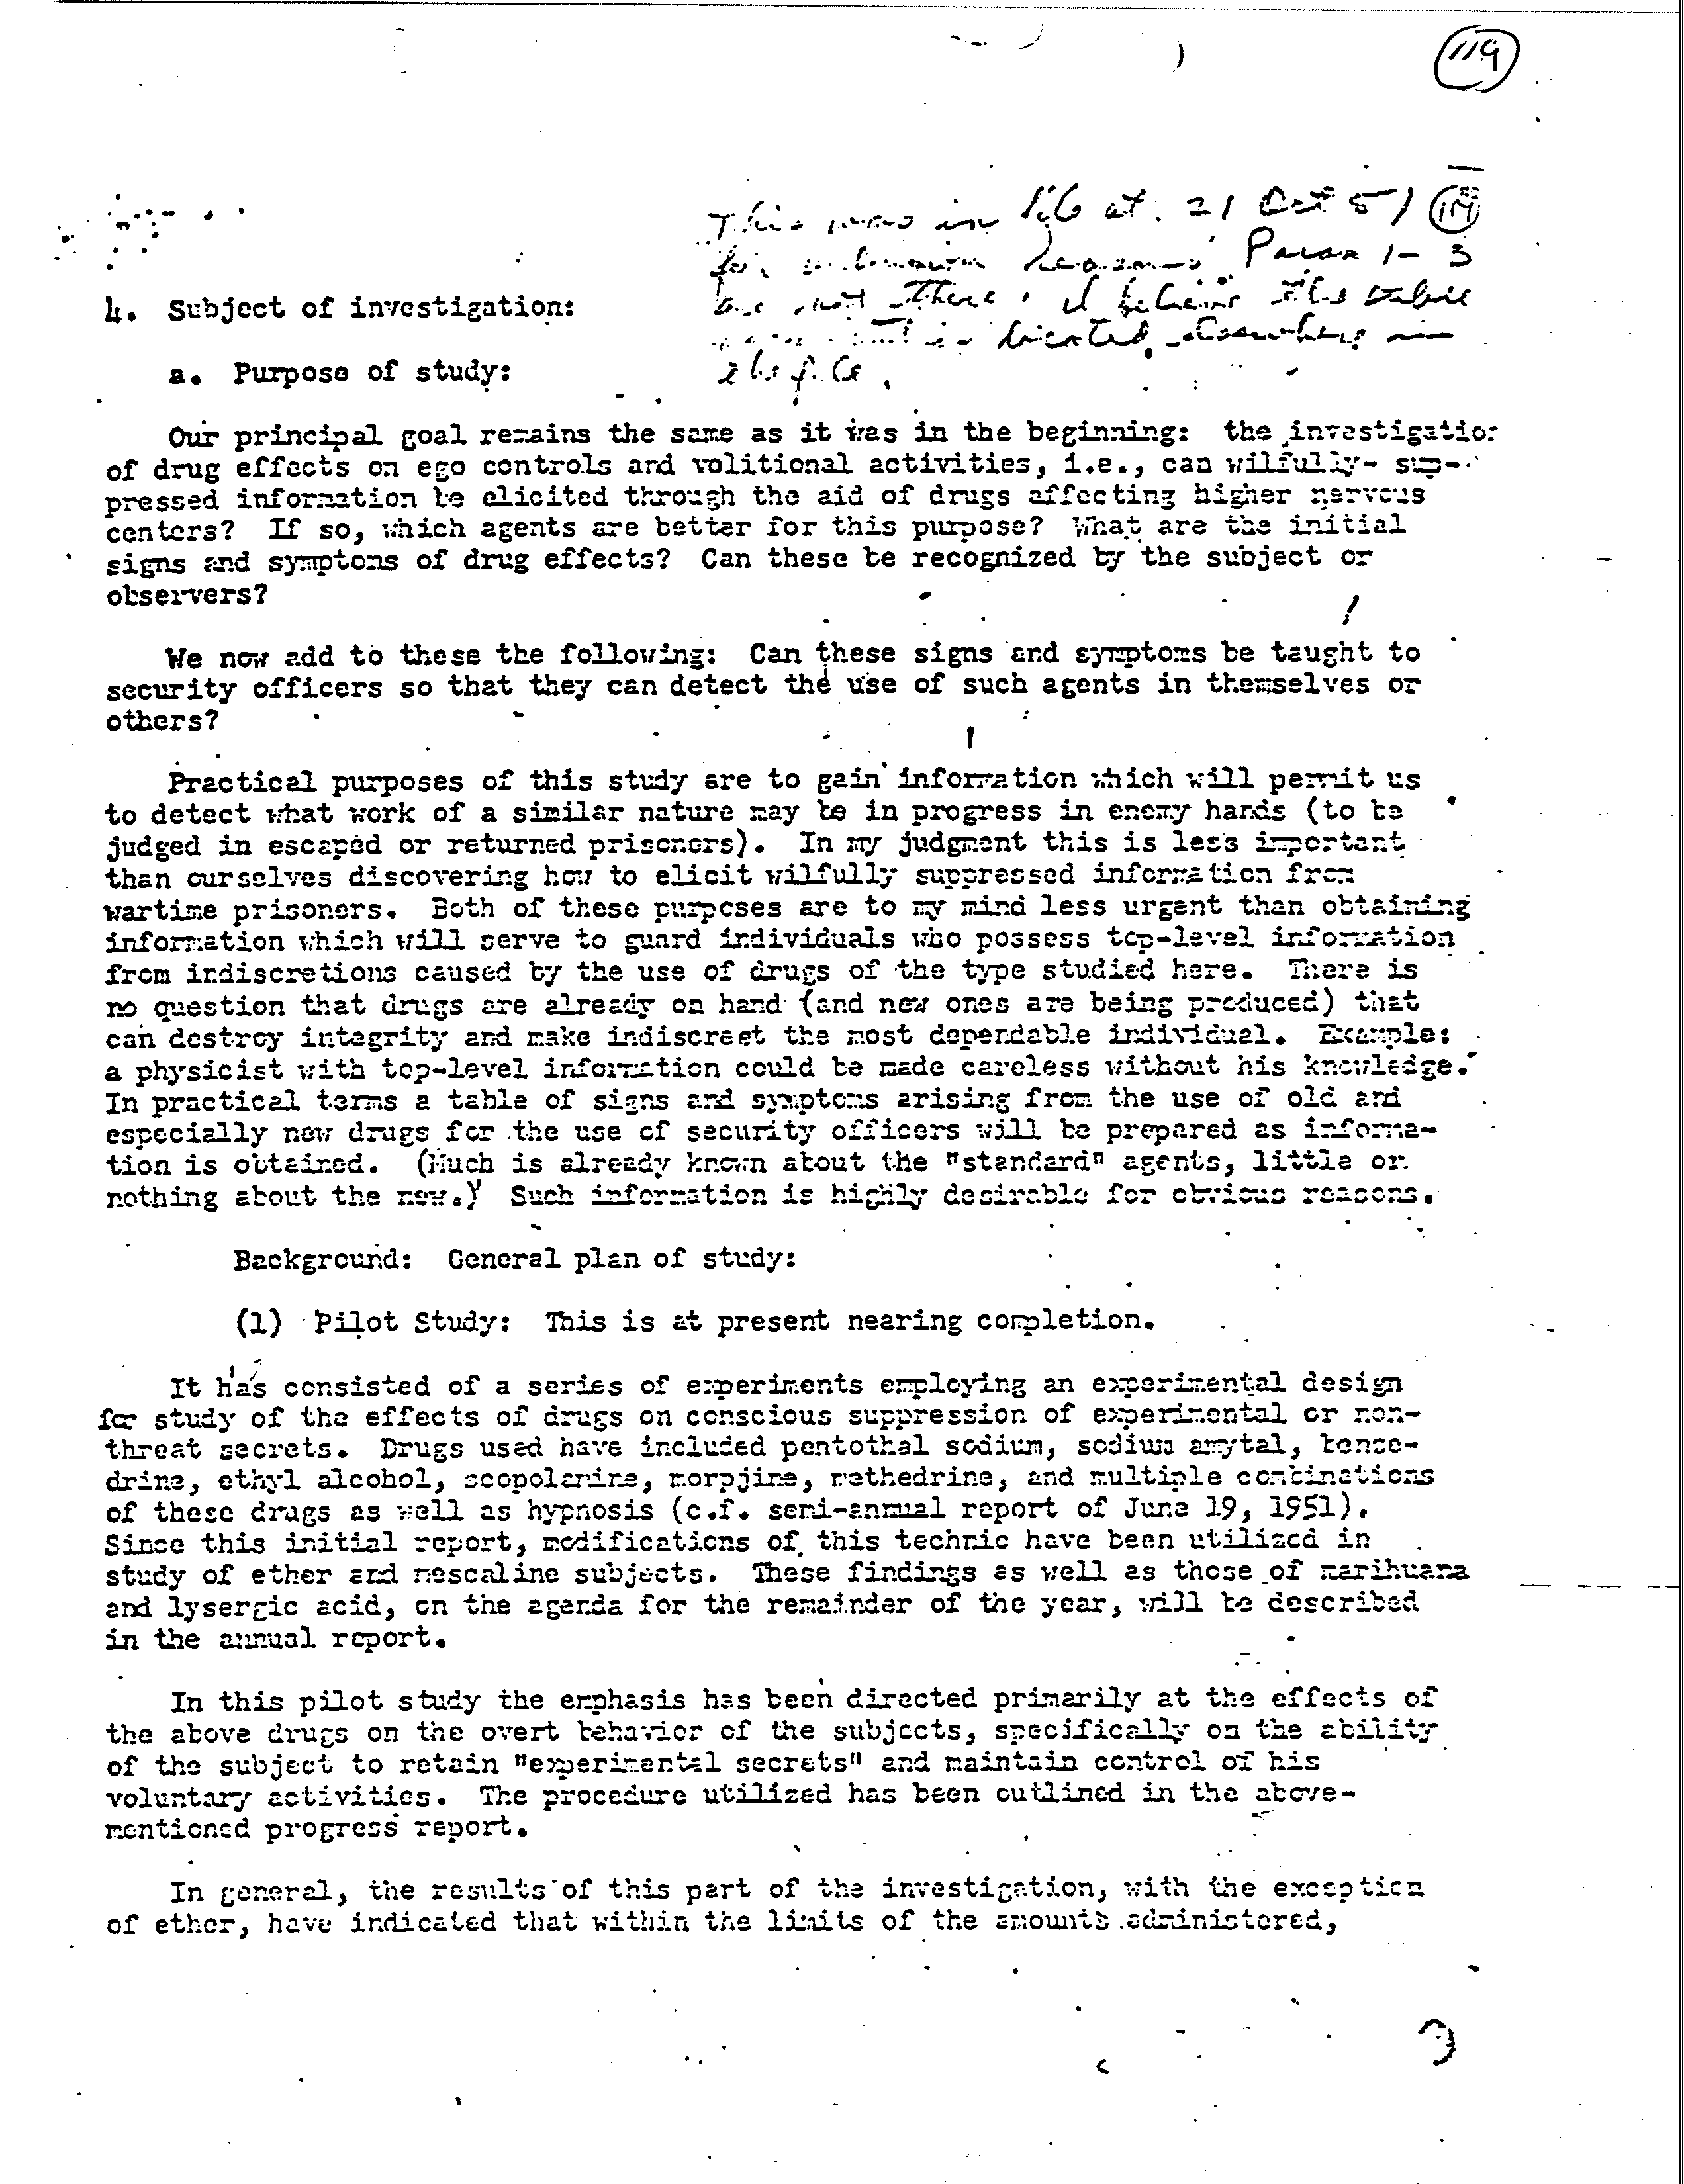 119
This was in file at. 21 Oct 51
for unknown reasons. Paras 1 - 3
are not there. I believe the
located elsewhere in
the file.
4. Subject of investigation:
a. Purpose of study:
Our principal goal remains the same as it was in the beginning: the investigation
of drug effects on ego controls and volitional activities, i.e., can wilfully- sup-
pressed information be elicited through the aid of drugs affecting higher nervous
centers? If so, which agents are better for this purpose? What are the initial
signs and symptoms of drug effects? Can these be recognized by the subject or
observers?
We now add to these the following: Can these signs and symptoms be taught to
security officers so that they can detect the use of such agents in themselves or
others?
Practical purposes of this study are to gain information which will permit us
to detect what work of a similar nature may be in progress in enemy hands (to be
judged in escaped or returned prisoners). In my judgment this is less important
than ourselves discovering how to elicit wilfully suppressed information from
wartime prisoners. Both of these purposes are to my mind less urgent than obtaining
information which will serve to guard individuals who possess top-level information
from indiscretions caused by the use of drugs of the type studied here. There is
no question that drugs are already on hand (and new ones are being produced) that
can destroy integrity and make indiscreet the most dependable individual. Example:
a physicist with top-level information could be made careless without his knowledge.
In practical terms a table of signs and symptoms arising from the use of old and
especially new drugs for the use of security officers will be prepared as informa-
tion is obtained. (Much is already known about the "standard" agents, little or
nothing about the new.) Such information is highly desirable for obvious reasons.
Background: General plan of study:
(1) Pilot Study: This is at present nearing completion.
It has consisted of a series of experiments employing an experimental design
for study of the effects of drugs on conscious suppression of experimental or non-
threat secrets. Drugs used have included pentothal sodium, sodium amytal, benze-
drine, ethyl alcohol, scopolamine, morpjine, methedrine, and multiple combinations
of these drugs as well as hypnosis (c.f. semi-annual report of June 19, 1951).
Since this initial report, modifications of this technic have been utilized in
study of ether and mescaline subjects. These findings as well as those of marihuana
and lysergic acid, on the agenda for the remainder of the year, will be described
in the annual report.
In this pilot study the emphasis has been directed primarily at the effects of
the above drugs on the overt behavior of the subjects, specifically on the ability
of the subject to retain "experimental secrets" and maintain control of his
voluntary activities. The procedure utilized has been outlined in the above-
mentioned progress report.
In general, the results of this part of the investigation, with the exception
of ether, have indicated that within the limits of the amounts administered,